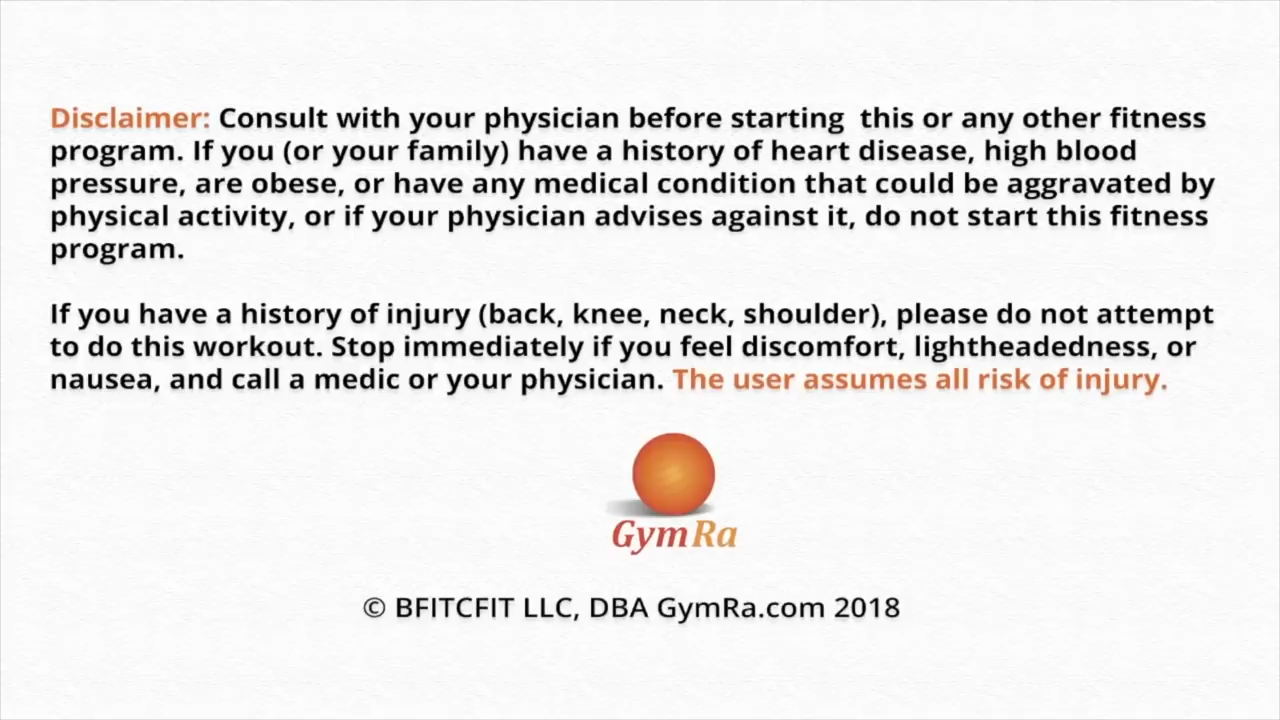 Disclaimer: Consult with your physician before starting  this or any other fitness
program. If you (or your family) have a history of heart disease, high blood
pressure, are obese, or have any medical condition that could be aggravated by
physical activity, or if your physician advises against it, do not start this fitness
program.
If you have a history of injury (back, knee, neck, shoulder), please do not attempt
to do this workout. Stop immediately if you feel discomfort, lightheadedness, or
nausea, and call a medic or your physician. The user assumes all risk of injury.
GymRa
© BFITCFIT LLC, DBA GymRa.com 2018